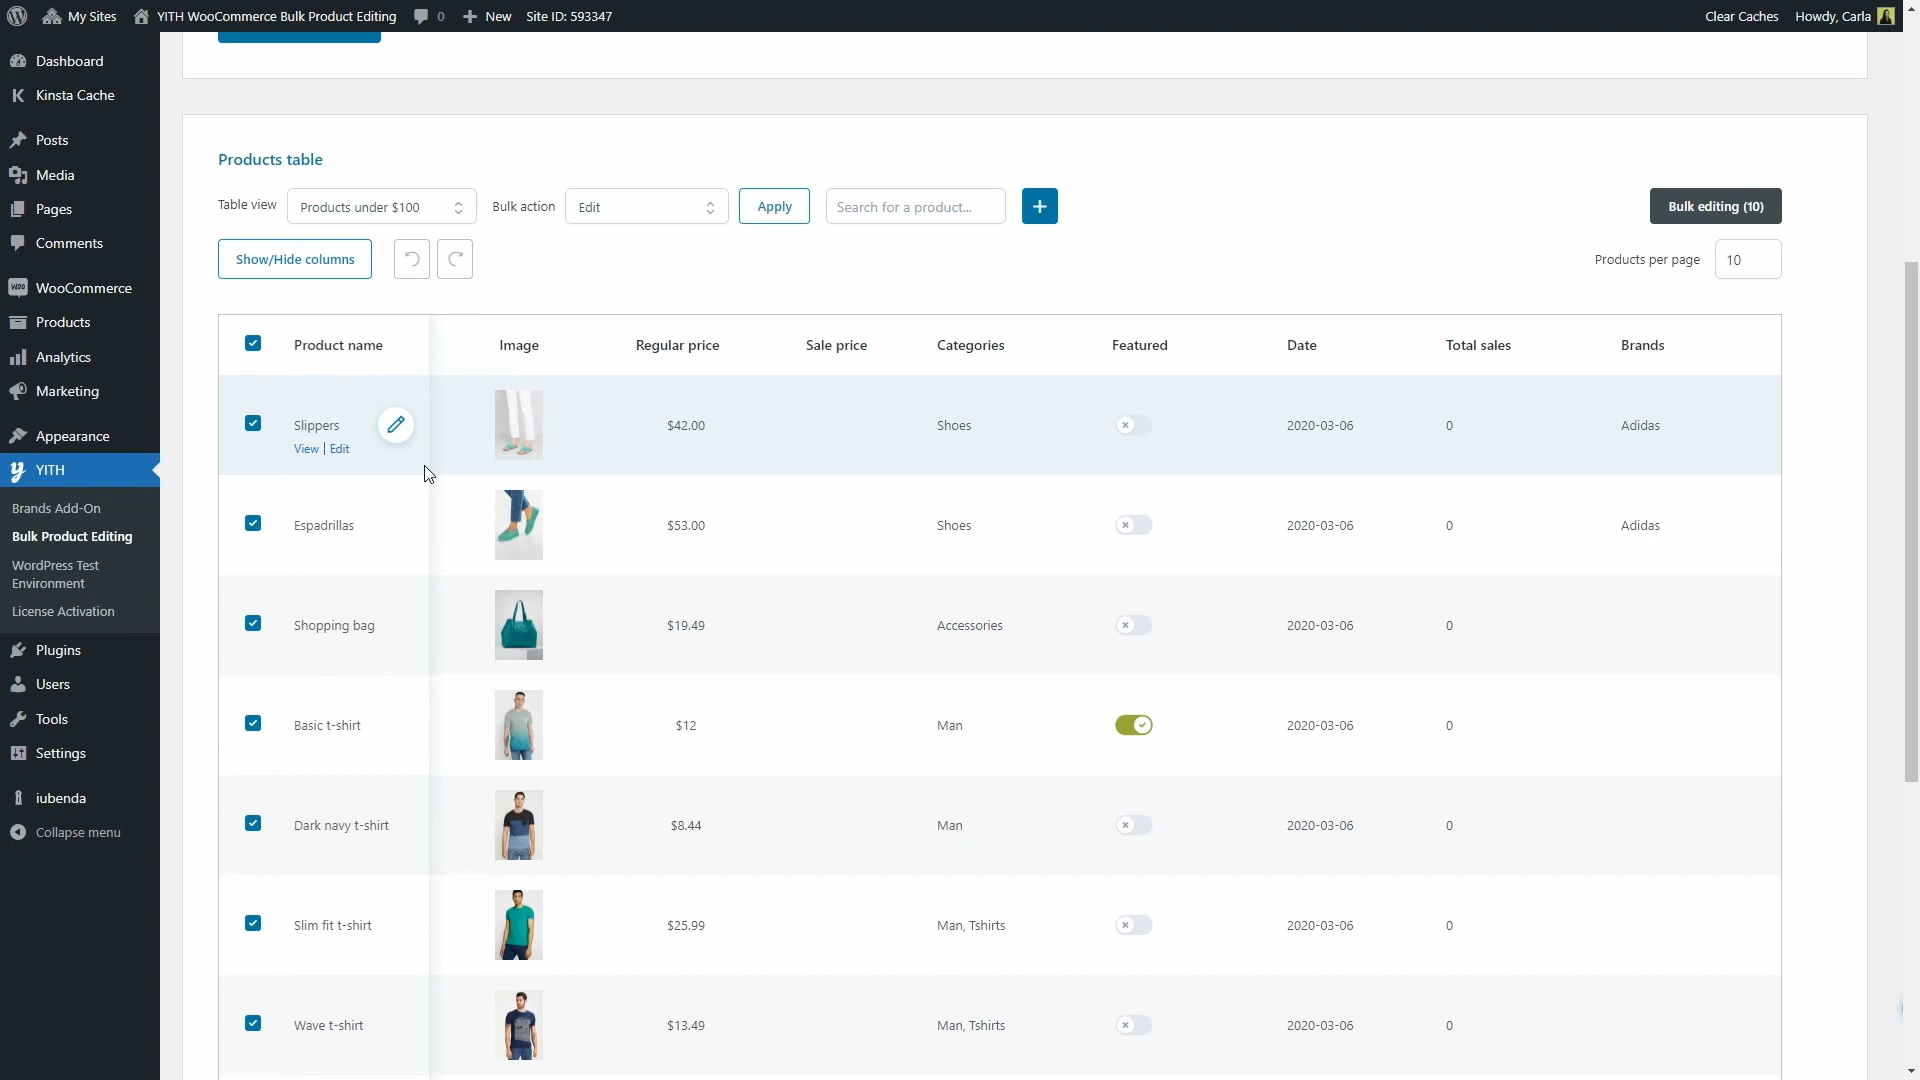 My Sites YITH WooCommerce Bulk Product Editing 0 New Site ID: 593347 Clear Caches Howdy, Carla
Dashboard
Kinsta Cache
Posts
Media
Pages
Comments
WooCommerce
Products
Analytics
Marketing
Appearance
YITH
Brands Add-On
Bulk Product Editing
WordPress Test
Environment
License Activation
Plugins
Users
Tools
Settings
iubenda
Collapse menu
Products table
Table view Products under $100 Bulk action Edit Apply Search for a product... + Bulk editing (10)
Show/Hide columns Products per page 10
Product name Image Regular price Sale price Categories Featured Date Total sales Brands
Slippers $42.00 Shoes 2020-03-06 0 Adidas
View | Edit
Espadrillas $53.00 Shoes 2020-03-06 0 Adidas
Shopping bag $19.49 Accessories 2020-03-06 0
Basic t-shirt $12 Man 2020-03-06 0
Dark navy t-shirt $8.44 Man 2020-03-06 0
Slim fit t-shirt $25.99 Man, Tshirts 2020-03-06 0
Wave t-shirt $13.49 Man, Tshirts 2020-03-06 0